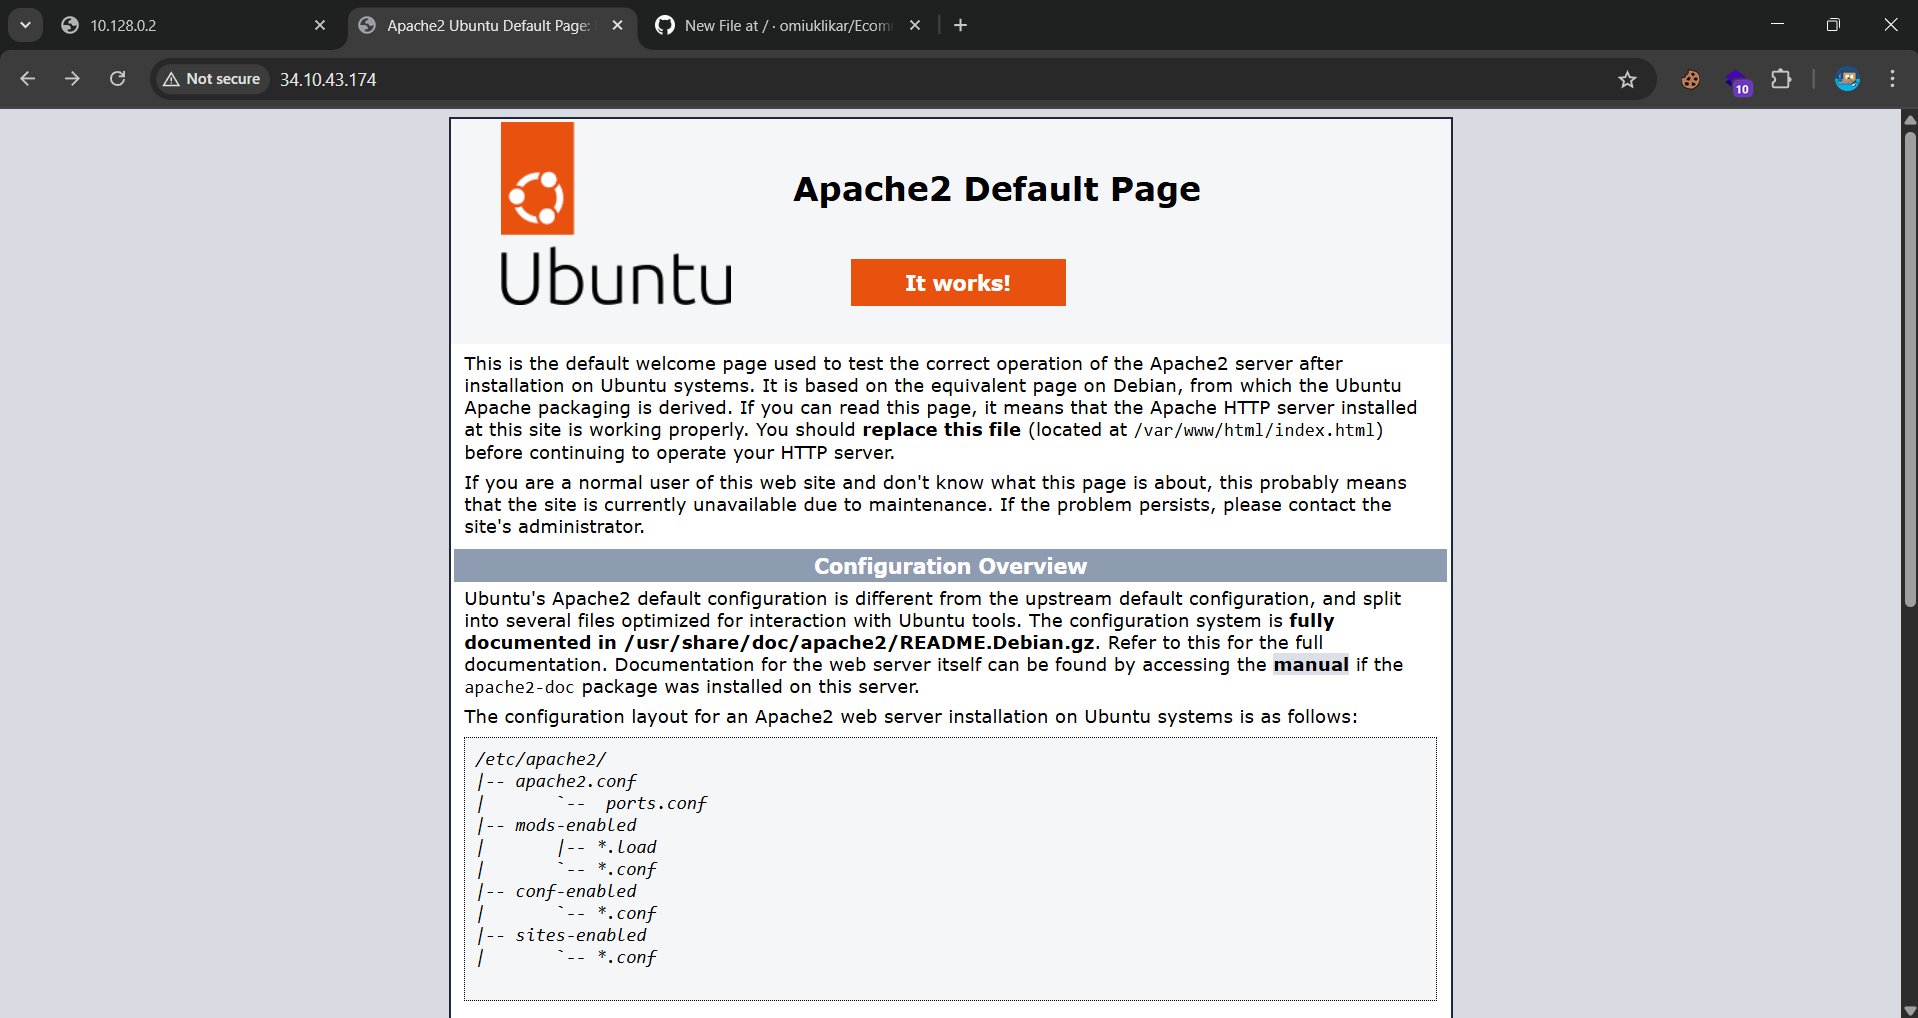 10.128.0.2
Apache2 Ubuntu Default Page:
New File at / · omiuklikar/Ecom
Not secure
34.10.43.174
10
Ubuntu
Apache2 Default Page
It works!
This is the default welcome page used to test the correct operation of the Apache2 server after
installation on Ubuntu systems. It is based on the equivalent page on Debian, from which the Ubuntu
Apache packaging is derived. If you can read this page, it means that the Apache HTTP server installed
at this site is working properly. You should replace this file (located at /var/www/html/index.html)
before continuing to operate your HTTP server.
If you are a normal user of this web site and don't know what this page is about, this probably means
that the site is currently unavailable due to maintenance. If the problem persists, please contact the
site's administrator.
Configuration Overview
Ubuntu's Apache2 default configuration is different from the upstream default configuration, and split
into several files optimized for interaction with Ubuntu tools. The configuration system is fully
documented in /usr/share/doc/apache2/README.Debian.gz. Refer to this for the full
documentation. Documentation for the web server itself can be found by accessing the manual if the
apache2-doc package was installed on this server.
The configuration layout for an Apache2 web server installation on Ubuntu systems is as follows:
/etc/apache2/
|-- apache2.conf
|       `--  ports.conf
|-- mods-enabled
|       |-- *.load
|       `-- *.conf
|-- conf-enabled
|       `-- *.conf
|-- sites-enabled
|       `-- *.conf